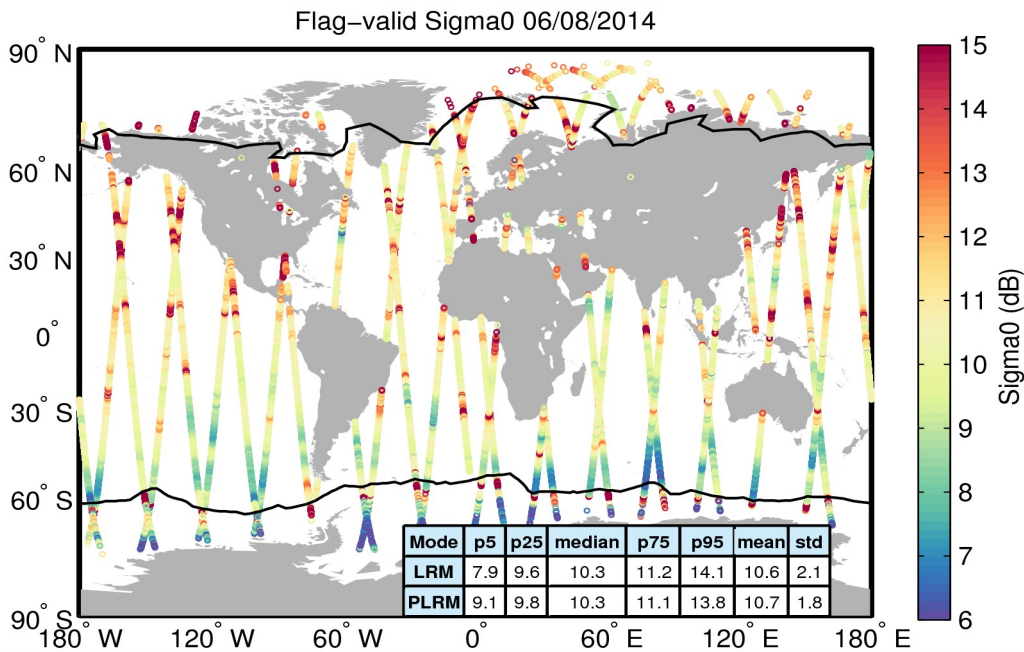 Flag−valid Sigma0 06/08/2014
90° N
60° N
30° N
0°
30° S
60° S
90° S
180° W
120° W
60° W
0°
60° E
120° E
180° E
Mode p5 p25 median p75 p95 mean std
LRM 7.9 9.6 10.3 11.2 14.1 10.6 2.1
PLRM 9.1 9.8 10.3 11.1 13.8 10.7 1.8
15
14
13
12
11
10
9
8
7
6
Sigma0 (dB)